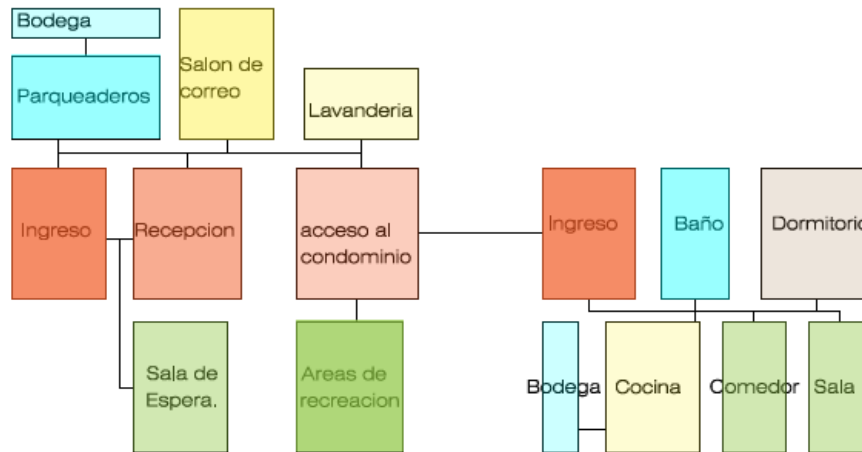 Bodega
Parqueaderos
Salon de
correo
Lavanderia
Ingreso
Recepcion
acceso al
condominio
Ingreso
Baño
Dormitorio
Sala de
Espera.
Areas de
recreacion
Bodega
Cocina
Comedor
Sala